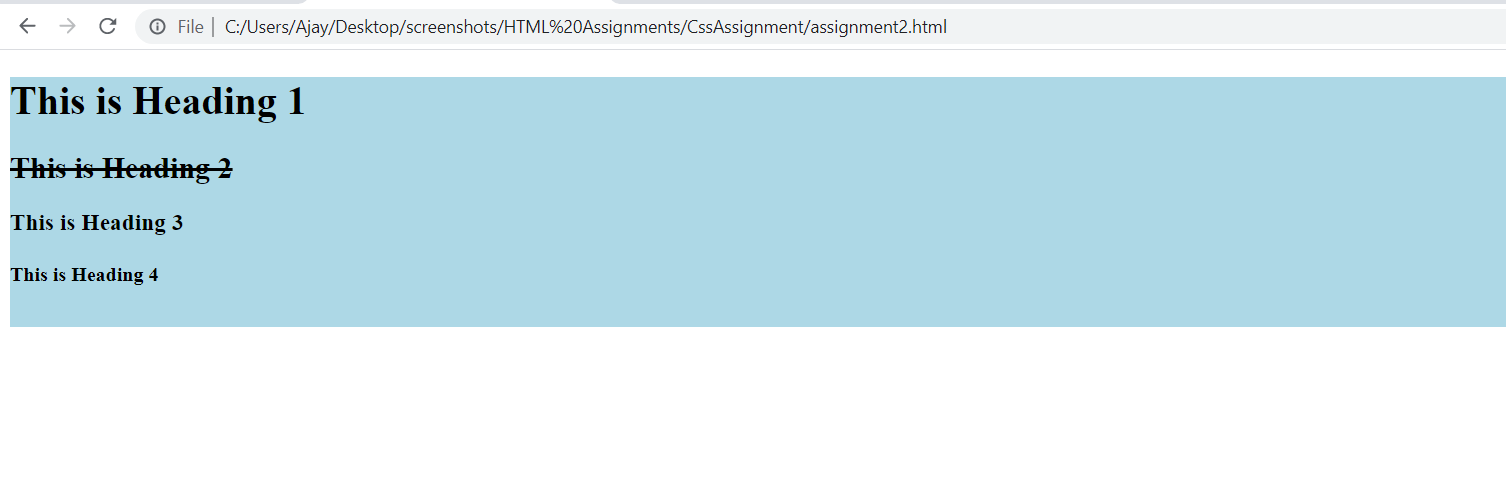 File | C:/Users/Ajay/Desktop/screenshots/HTML%20Assignments/CssAssignment/assignment2.html
This is Heading 1
This is Heading 2
This is Heading 3
This is Heading 4